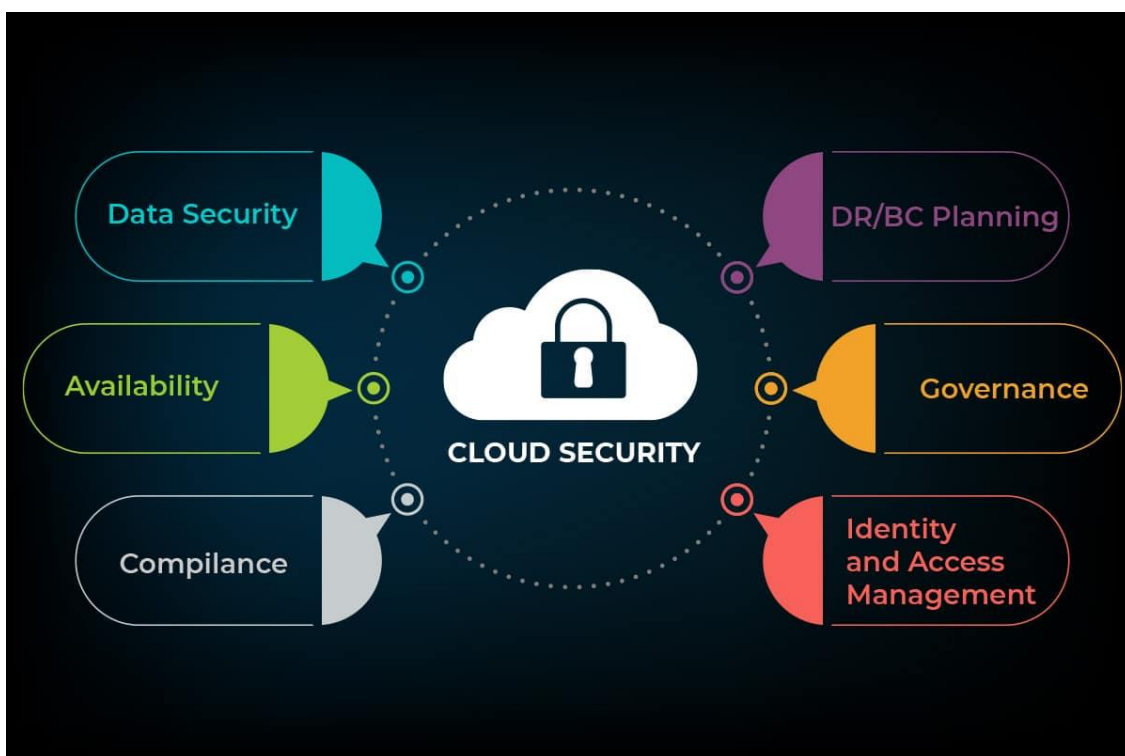 Data Security
DR/BC Planning
Availability
CLOUD SECURITY
Governance
Compilance
Identity
and Access
Management